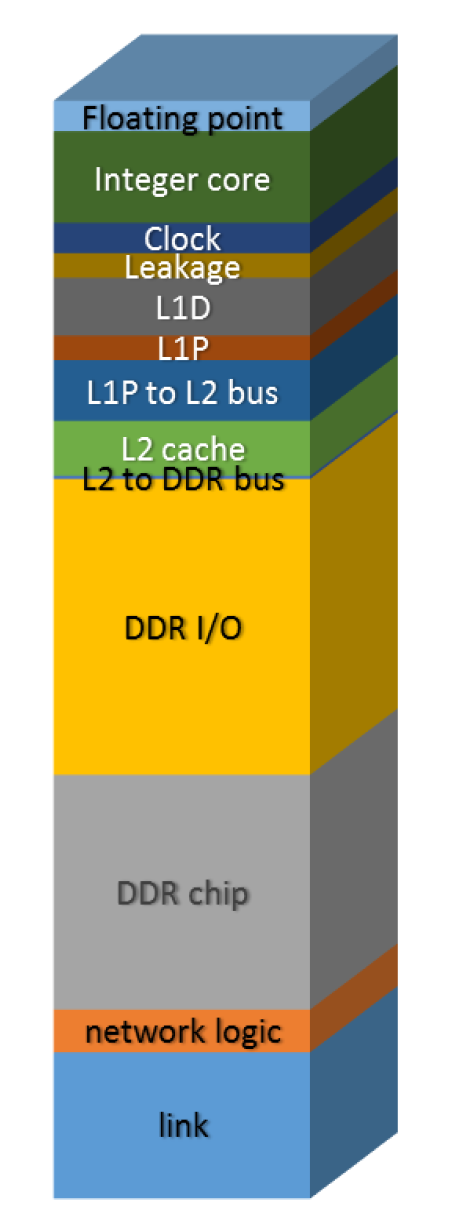 Floating point
Integer core
Clock
Leakage
L1D
L1P
L1P to L2 bus
L2 cache
L2 to DDR bus
DDR I/O
DDR chip
network logic
link